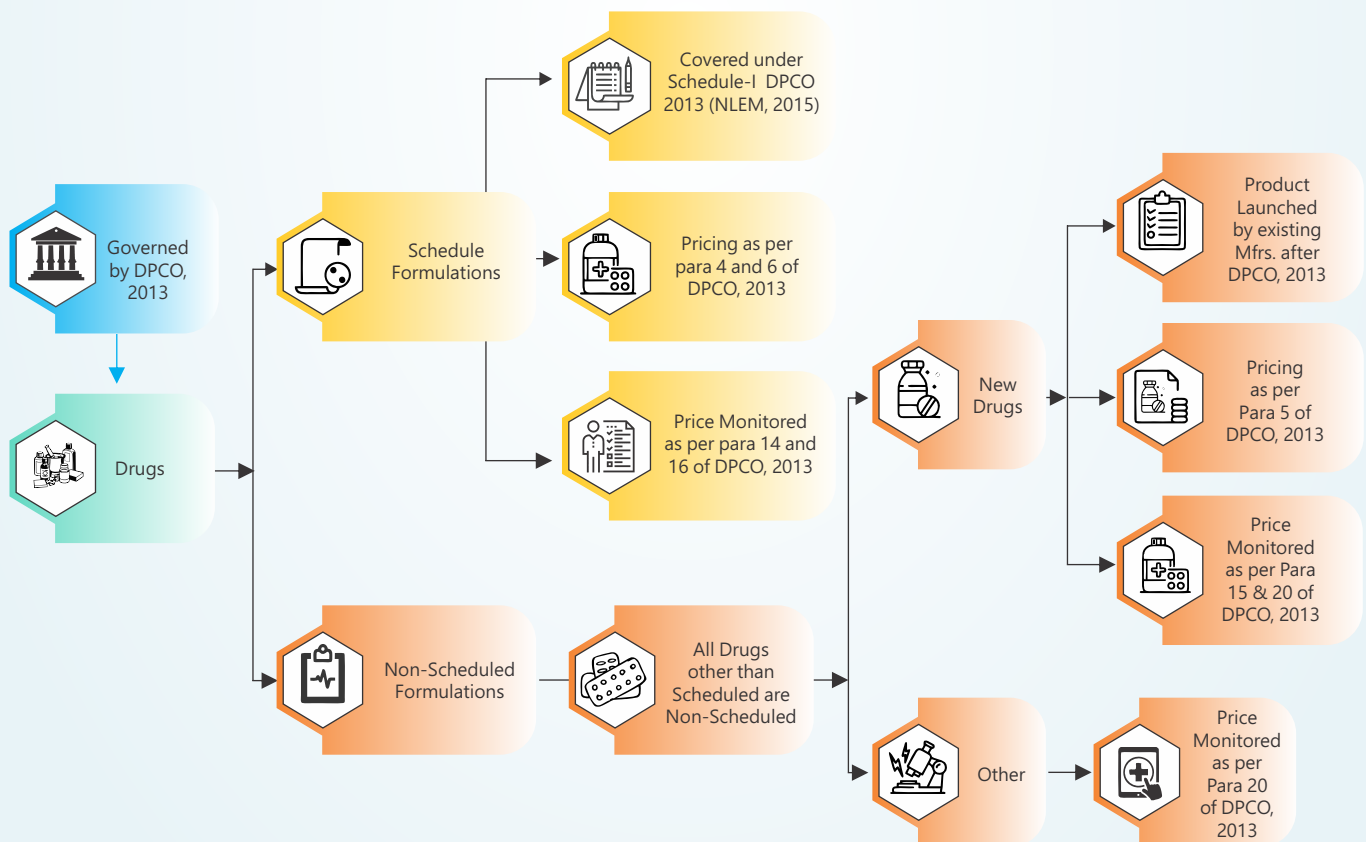 Governed
by DPCO,
2013
Drugs
Schedule
Formulations
Covered under
Schedule-I DPCO
2013 (NLEM, 2015)
Pricing as per
para 4 and 6 of
DPCO, 2013
Price Monitored
as per para 14 and
16 of DPCO, 2013
Non-Scheduled
Formulations
All Drugs
other than
Scheduled are
Non-Scheduled
New
Drugs
Product
Launched
by existing
Mfrs. after
DPCO, 2013
Pricing
as per
Para 5 of
DPCO, 2013
Price
Monitored
as per Para
15 & 20 of
DPCO, 2013
Other
Price
Monitored
as per
Para 20
of DPCO,
2013